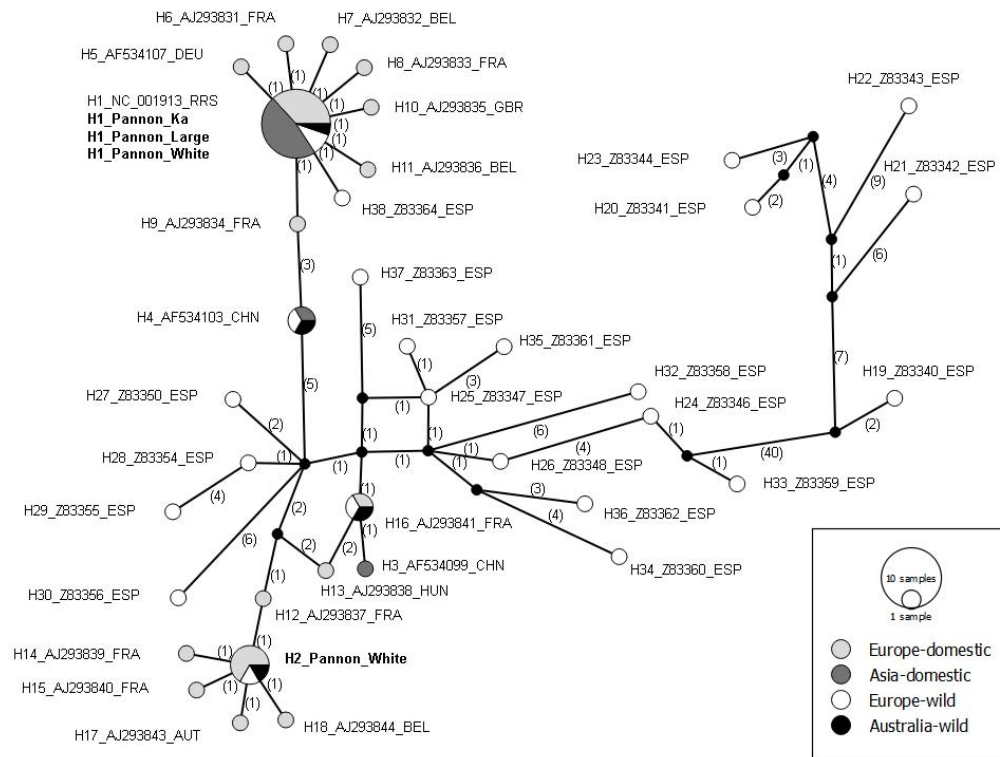 H6_AJ293831_FRA
H7_AJ293832_BEL
H5_AF534107_DEU
H8_AJ293833_FRA
H1_NC_001913_RRS
H1_Pannon_Ka
H1_Pannon_Large
H1_Pannon_White
H10_AJ293835_GBR
H11_AJ293836_BEL
H38_Z83364_ESP
(1)
(1)
(1)
(1)
(1)
(1)
(1)
(1)
(1)
H9_AJ293834_FRA
(3)
H4_AF534103_CHN
(5)
H22_Z83343_ESP
H23_Z83344_ESP
(3)
(1)
(4)
(9)
H21_Z83342_ESP
H20_Z83341_ESP
(2)
(1)
(6)
(7)
H37_Z83363_ESP
(5)
H31_Z83357_ESP
H35_Z83361_ESP
(1)
(3)
H32_Z83358_ESP
H19_Z83340_ESP
H27_Z83350_ESP
H25_Z83347_ESP
(1)
H24_Z83346_ESP
(2)
(2)
(1)
(1)
(6)
(1)
H28_Z83354_ESP
(1)
(1)
(1)
(1)
(4)
(40)
(1)
(1)
H26_Z83348_ESP
H33_Z83359_ESP
(4)
(2)
(1)
(3)
H29_Z83355_ESP
H16_AJ293841_FRA
H36_Z83362_ESP
(4)
(6)
(2)
(2)
(1)
H3_AF534099_CHN
H34_Z83360_ESP
H30_Z83356_ESP
(1)
H13_AJ293838_HUN
H12_AJ293837_FRA
(1)
H14_AJ293839_FRA
(1)
H2_Pannon_White
H15_AJ293840_FRA
(1)
(1)
(1)
H17_AJ293843_AUT
H18_AJ293844_BEL
10 samples
1 sample
Europe-domestic
Asia-domestic
Europe-wild
Australia-wild